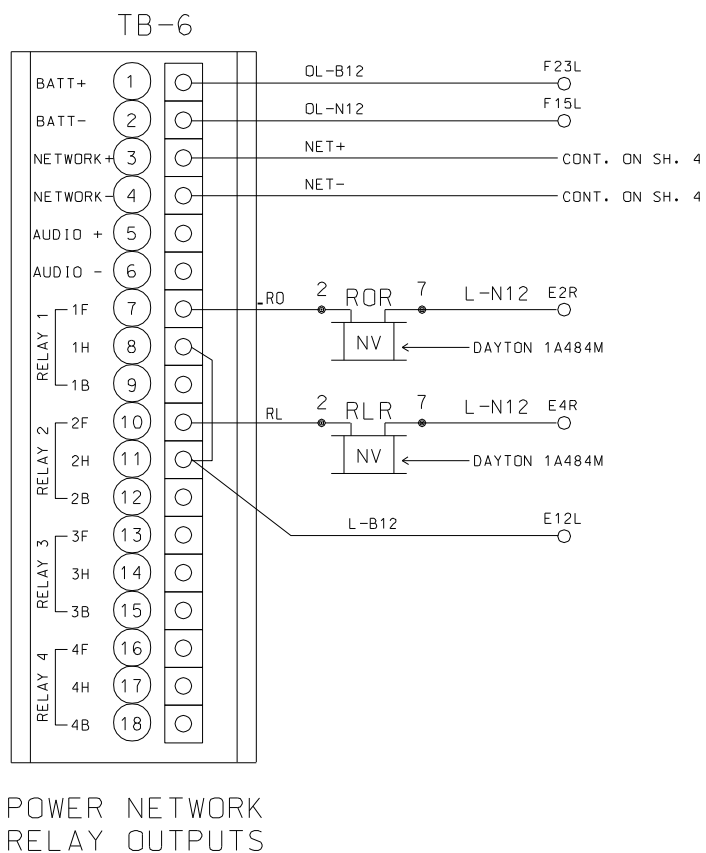 TB-6
BATT+ 1 OL-B12 F23L
BATT- 2 OL-N12 F15L
NETWORK+ 3 NET+ CONT. ON SH. 4
NETWORK- 4 NET- CONT. ON SH. 4
AUDIO + 5
AUDIO - 6
RELAY 1
1F 7 RO 2 ROR 7 L-N12 E2R
NV DAYTON 1A484M
1H 8
1B 9
RELAY 2
2F 10 RL 2 RLR 7 L-N12 E4R
NV DAYTON 1A484M
2H 11
2B 12
L-B12 E12L
RELAY 3
3F 13
3H 14
3B 15
RELAY 4
4F 16
4H 17
4B 18
POWER NETWORK
RELAY OUTPUTS